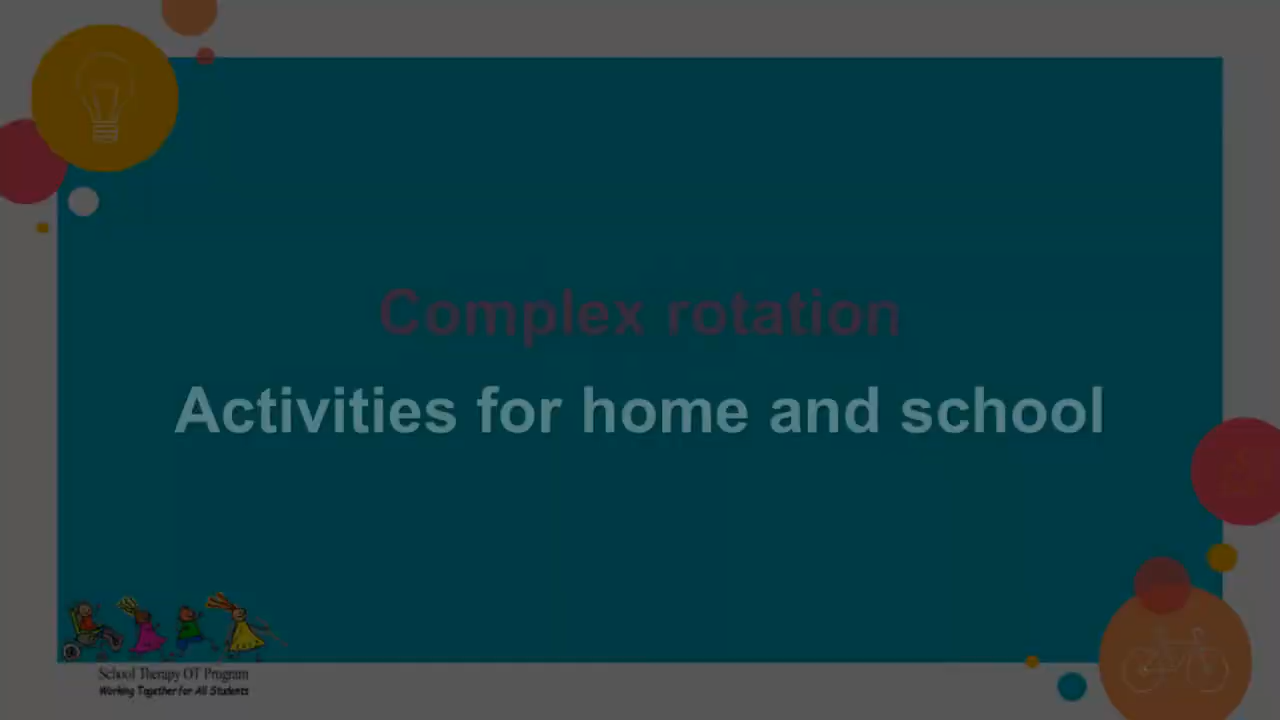 Complex rotation
Activities for home and school
School Therapy OT Program
Working Together for All Students